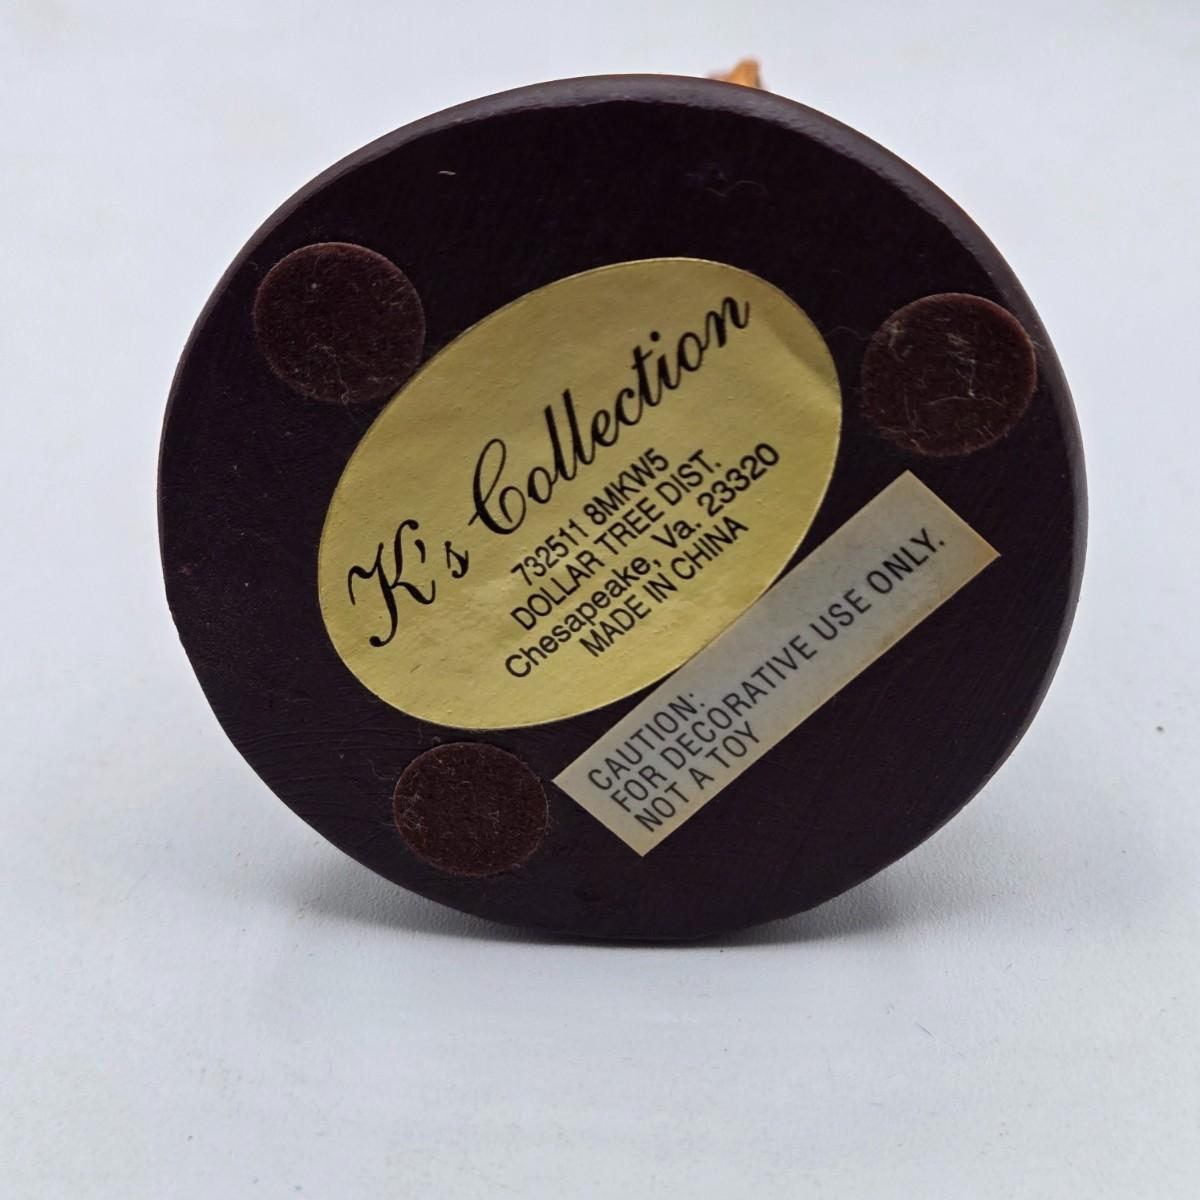 K's Collection
732511 8MKW5
DOLLAR TREE DIST.
Chesapeake, Va. 23320
MADE IN CHINA
CAUTION:
FOR DECORATIVE USE ONLY.
NOT A TOY